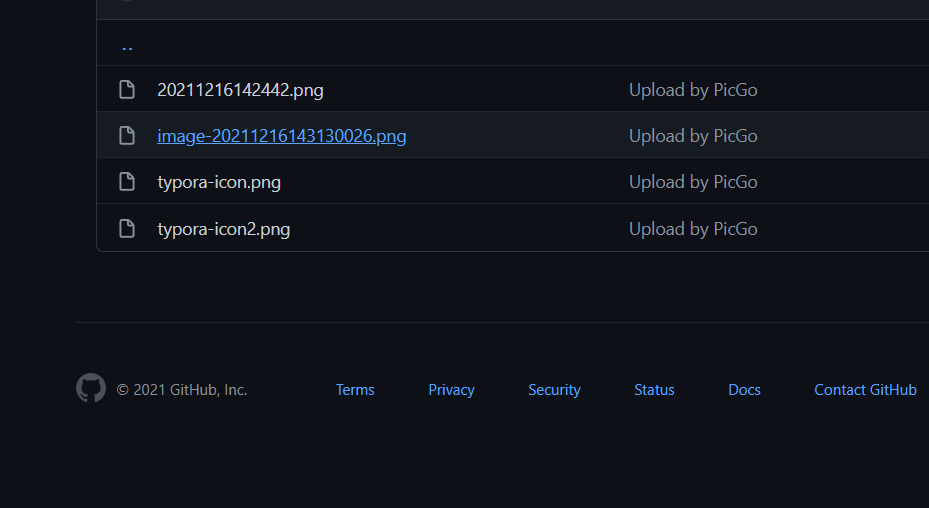 ..
20211216142442.png Upload by PicGo
image-20211216143130026.png Upload by PicGo
typora-icon.png Upload by PicGo
typora-icon2.png Upload by PicGo
© 2021 GitHub, Inc. Terms Privacy Security Status Docs Contact GitHub